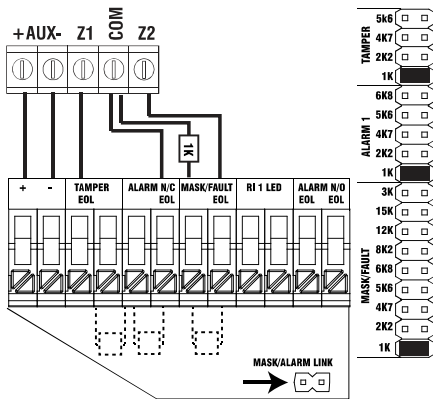 +AUX- Z1 COM Z2
1K
+ - TAMPER EOL ALARM N/C EOL MASK/FAULT EOL RI 1 LED ALARM N/O EOL EOL
MASK/ALARM LINK
TAMPER
5k6
4K7
2K2
1K
ALARM 1
6K8
5K6
4K7
2K2
1K
MASK/FAULT
3K
15K
12K
8K2
6K8
5K6
4K7
2K2
1K